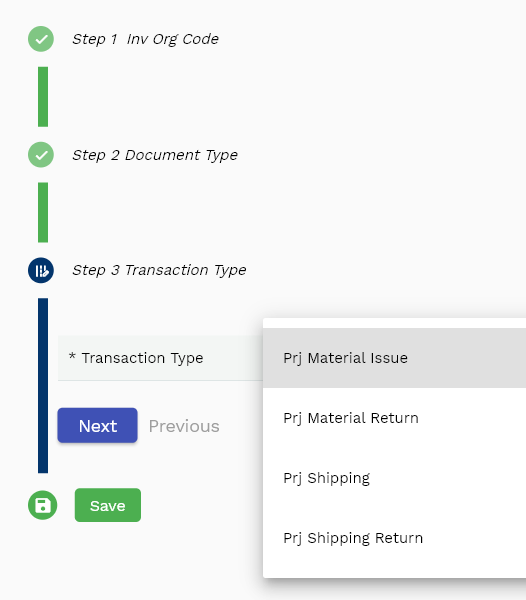 Step 1 Inv Org Code
Step 2 Document Type
Step 3 Transaction Type
* Transaction Type
Prj Material Issue
Prj Material Return
Prj Shipping
Prj Shipping Return
Next Previous
Save